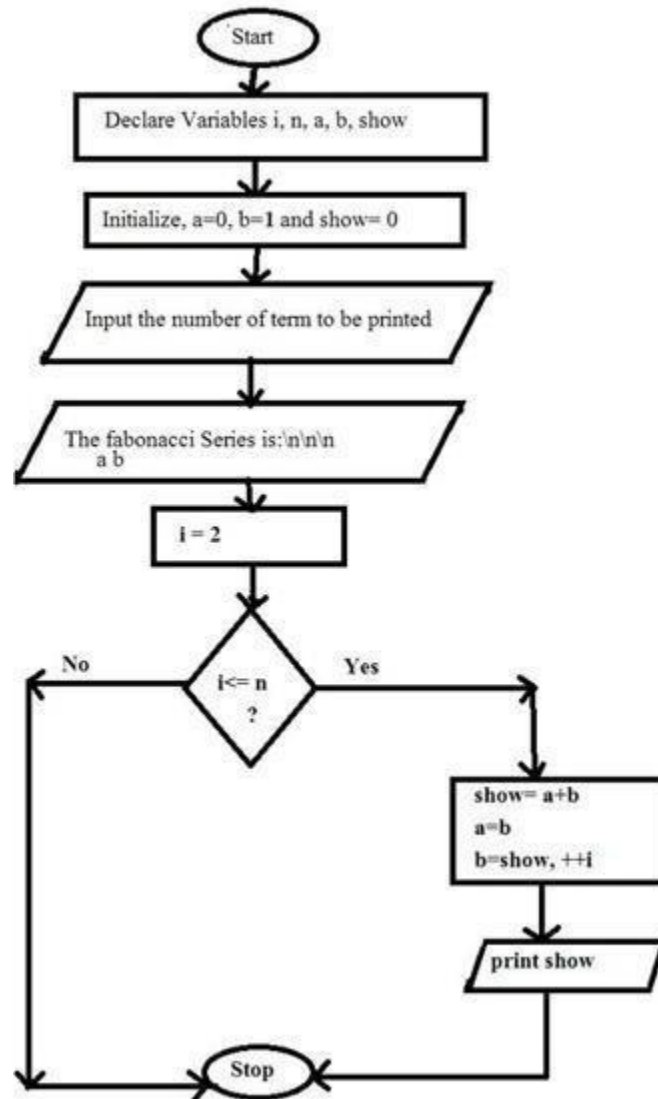 Start
Declare Variables i, n, a, b, show
Initialize, a=0, b=1 and show= 0
Input the number of term to be printed
The fabonacci Series is:\n\n\n
a b
i = 2
No
Yes
i<= n
?
show= a+b
a=b
b=show, ++i
print show
Stop